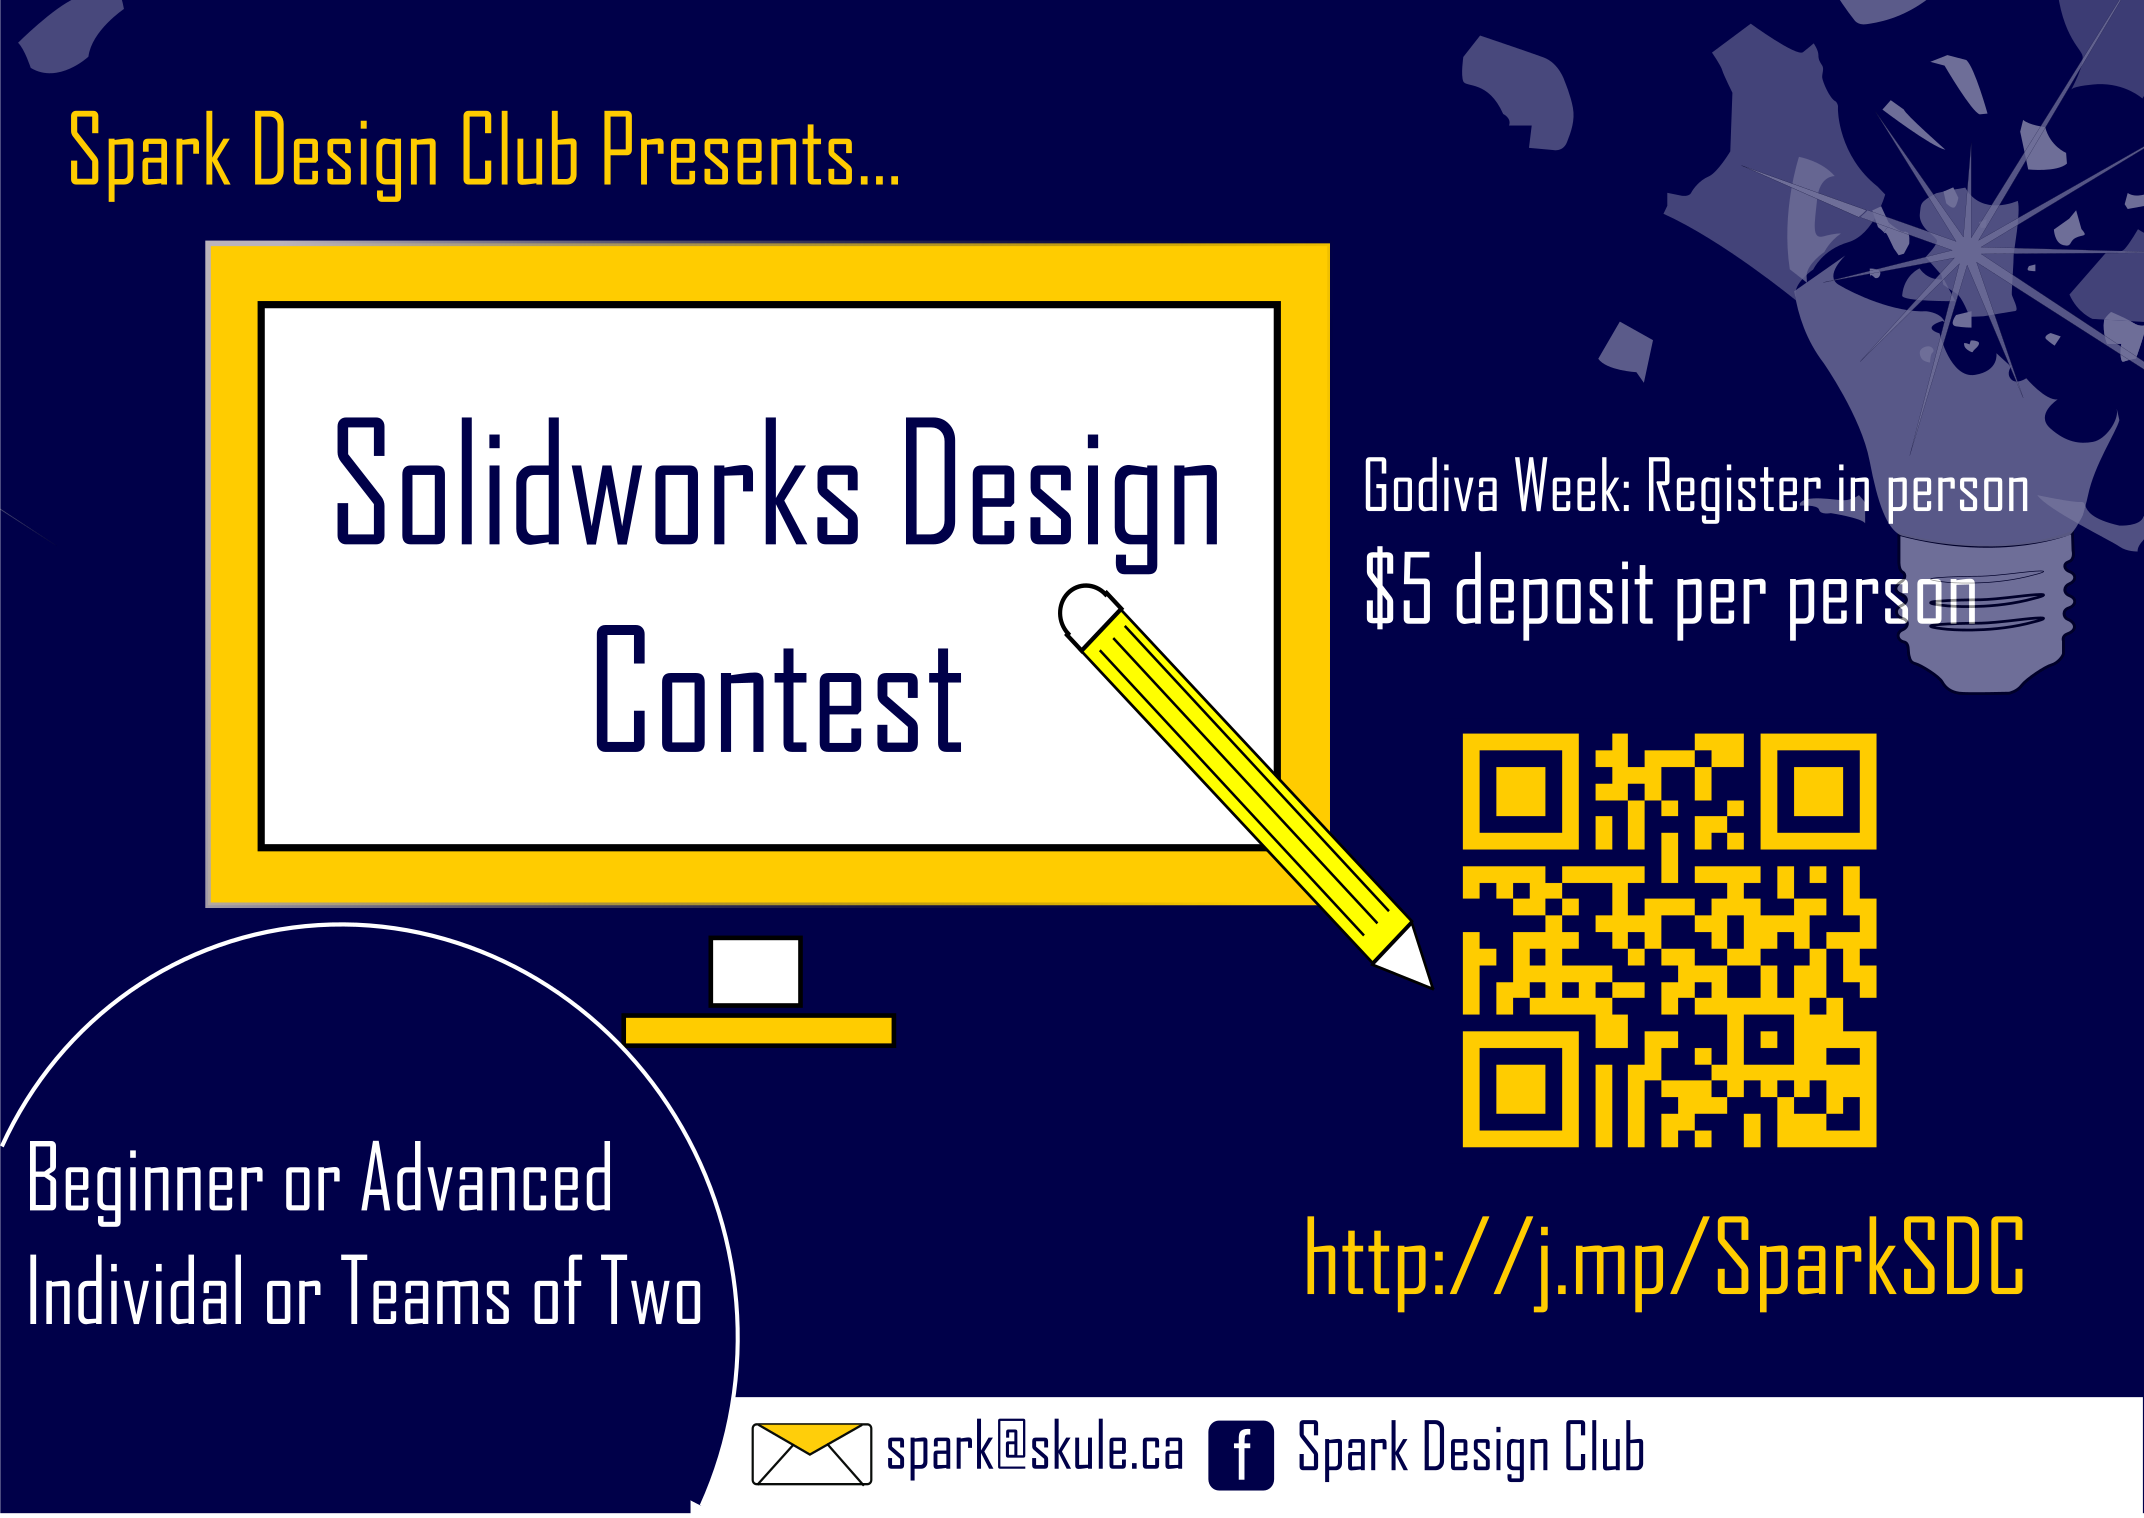 Spark Design Club Presents...
Solidworks Design
Contest
Godiva Week: Register in person
$5 deposit per person
Beginner or Advanced
Individal or Teams of Two
http://j.mp/SparkSDC
spark@skule.ca
f
Spark Design Club